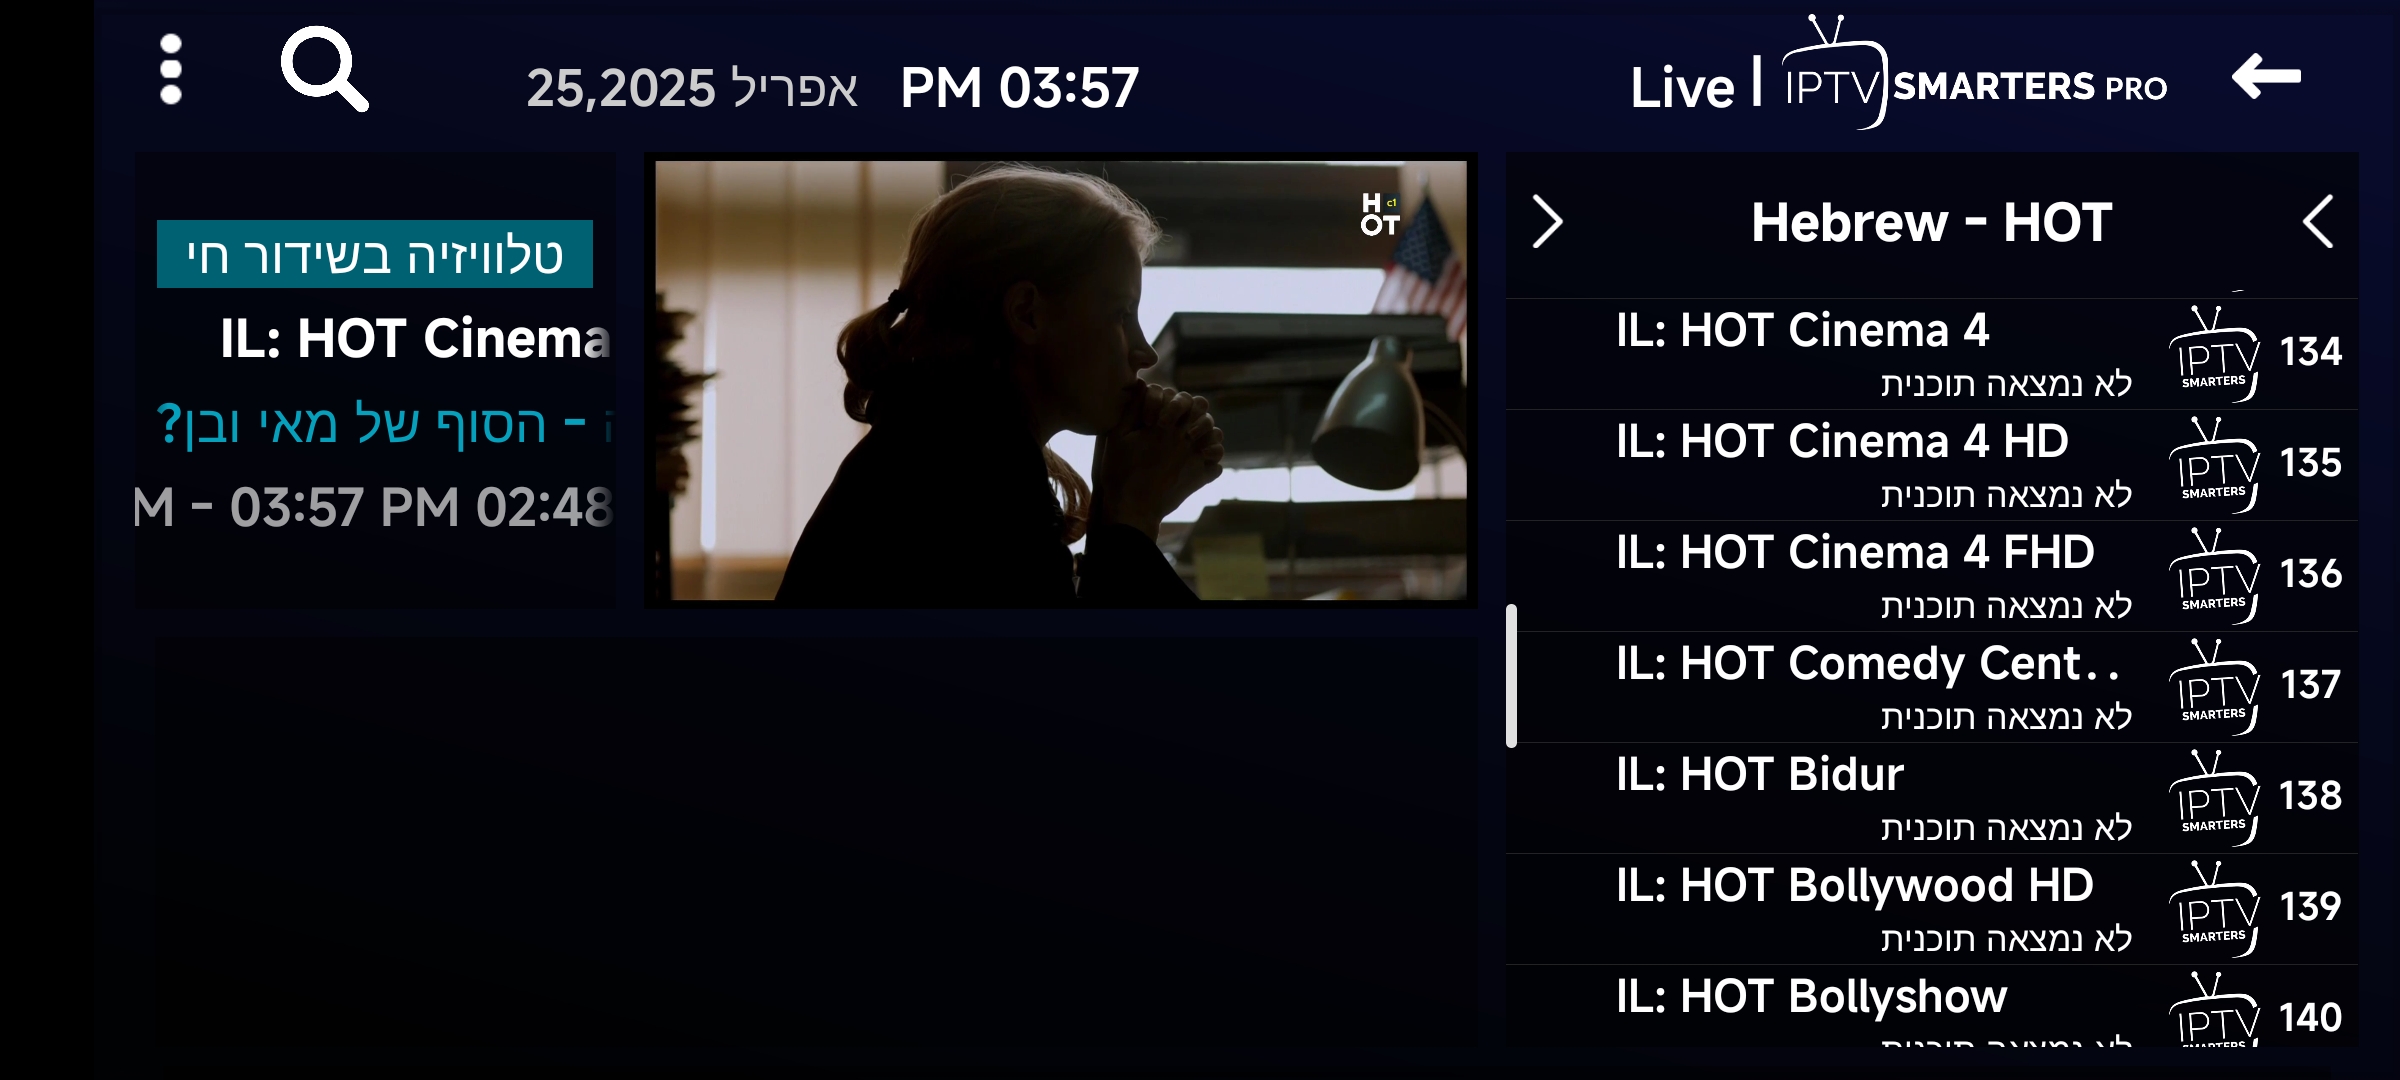 Live | IPTV SMARTERS PRO
PM 03:57
25,2025 אפריל
טלוויזיה בשידור חי
IL: HOT Cinema
- הסוף של מאי ובן?
M - 03:57 PM 02:48
H c1
OT
Hebrew - HOT
IL: HOT Cinema 4
לא נמצאה תוכנית
IPTV
SMARTERS
134
IL: HOT Cinema 4 HD
לא נמצאה תוכנית
IPTV
SMARTERS
135
IL: HOT Cinema 4 FHD
לא נמצאה תוכנית
IPTV
SMARTERS
136
IL: HOT Comedy Cent..
לא נמצאה תוכנית
IPTV
SMARTERS
137
IL: HOT Bidur
לא נמצאה תוכנית
IPTV
SMARTERS
138
IL: HOT Bollywood HD
לא נמצאה תוכנית
IPTV
SMARTERS
139
IL: HOT Bollyshow
IPTV
140